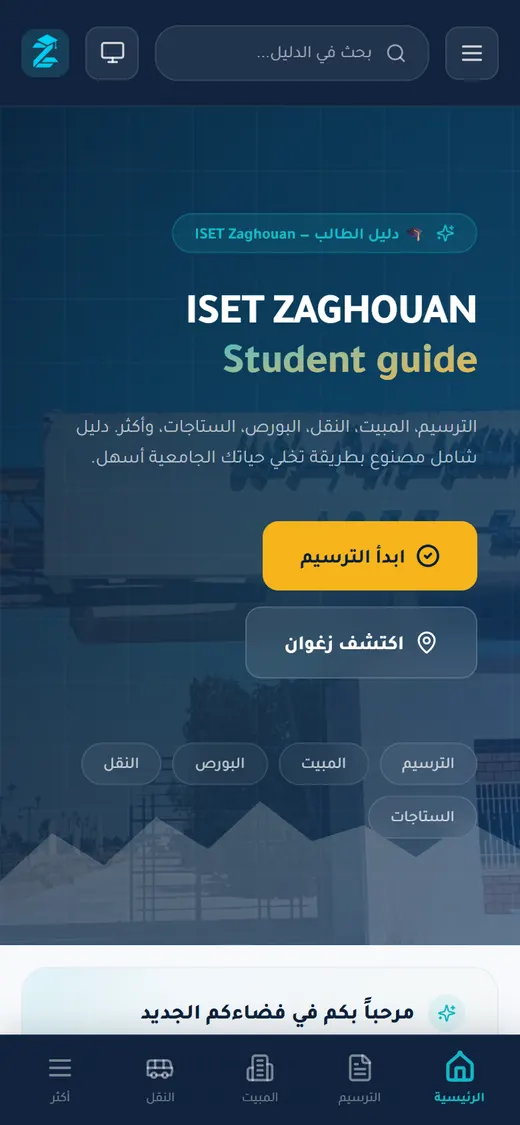 بحث في الدليل...
دليل الطالب — ISET Zaghouan
ISET ZAGHOUAN
Student guide
الترسيم، المبيت، النقل، البورص، الستاجات، وأكثر. دليل
شامل مصنوع بطريقة تخلي حياتك الجامعية أسهل.
ابدأ الترسيم
اكتشف زغوان
الترسيم
المبيت
البورص
النقل
الستاجات
مرحباً بكم في فضاءكم الجديد
الرئيسية
الترسيم
المبيت
النقل
أكثر